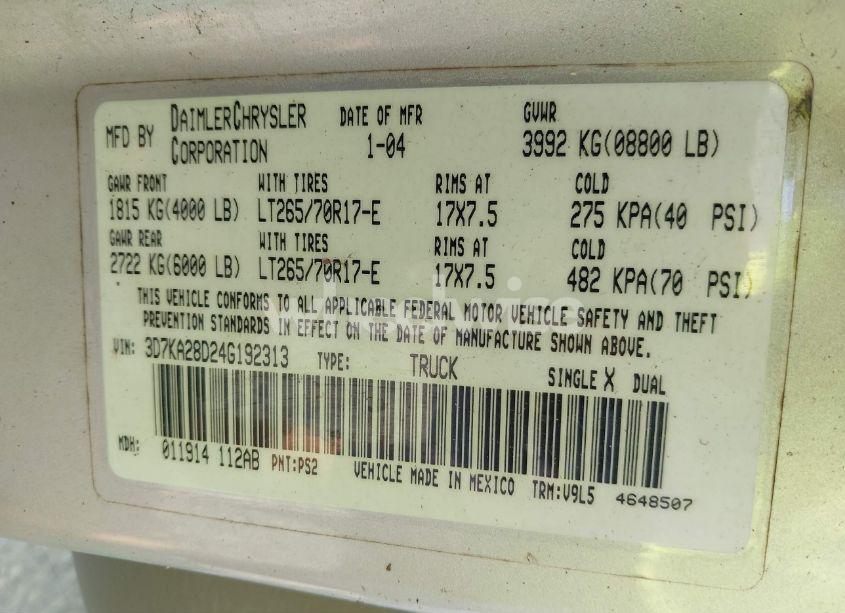 MFD BY DAIMLERCHRYSLER CORPORATION DATE OF MFR 1-04 GVWR 3992 KG(08800 LB)
GAWR FRONT WITH TIRES RIMS AT COLD
1815 KG(4000 LB) LT265/70R17-E 17X7.5 275 KPA(40 PSI)
GAWR REAR WITH TIRES RIMS AT COLD
2722 KG(6000 LB) LT265/70R17-E 17X7.5 482 KPA(70 PSI)
THIS VEHICLE CONFORMS TO ALL APPLICABLE FEDERAL MOTOR VEHICLE SAFETY AND THEFT
PREVENTION STANDARDS IN EFFECT ON THE DATE OF MANUFACTURE SHOWN ABOVE.
VIN: 3D7KA28D24G192313 TYPE: TRUCK SINGLE X DUAL
MDH: 011914 112AB PNT:PS2 VEHICLE MADE IN MEXICO TRM:V9L5 4648507